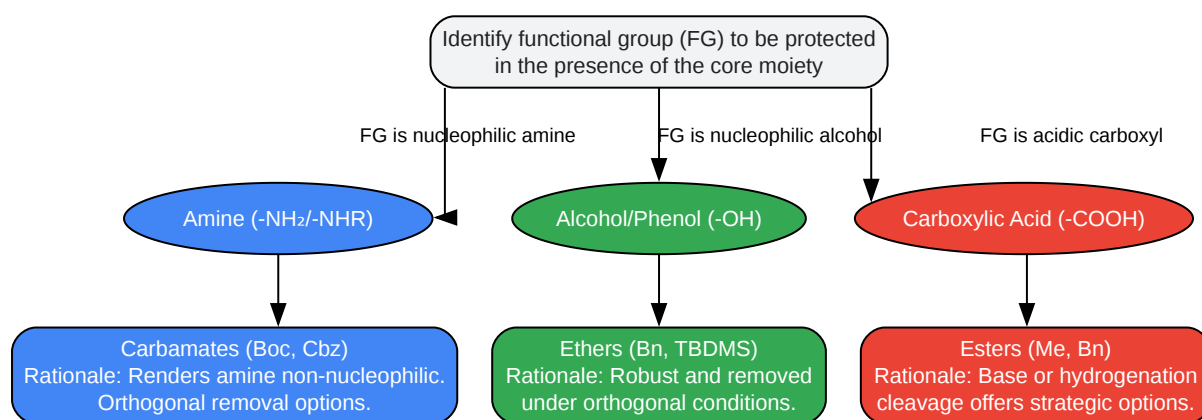 Identify functional group (FG) to be protected
in the presence of the core moiety
FG is nucleophilic amine
FG is nucleophilic alcohol
FG is acidic carboxyl
Amine (-NH₂/-NHR)
Alcohol/Phenol (-OH)
Carboxylic Acid (-COOH)
Carbamates (Boc, Cbz)
Rationale: Renders amine non-nucleophilic.
Orthogonal removal options.
Ethers (Bn, TBDMS)
Rationale: Robust and removed
under orthogonal conditions.
Esters (Me, Bn)
Rationale: Base or hydrogenation
cleavage offers strategic options.